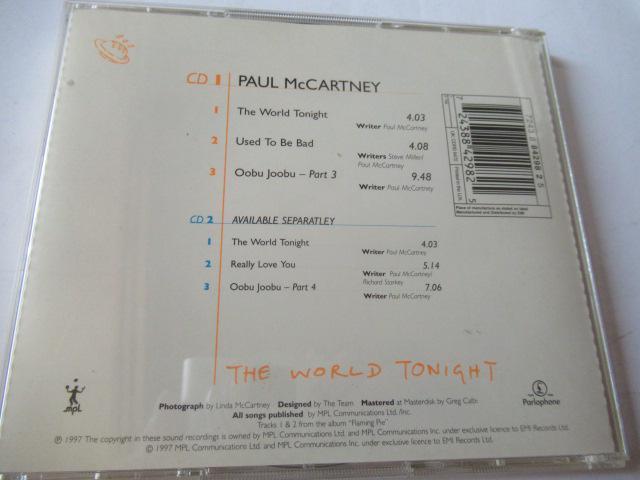 CD 1 PAUL McCARTNEY
1 The World Tonight 4.03
Writer Paul McCartney
2 Used To Be Bad 4.08
Writers Steve Miller/
Paul McCartney
3 Oobu Joobu – Part 3 9.48
Writer Paul McCartney
CD 2 AVAILABLE SEPARATLEY
1 The World Tonight 4.03
Writer Paul McCartney
2 Really Love You 5.14
Writer Paul McCartney/
Richard Starkey
3 Oobu Joobu – Part 4 7.06
Writer Paul McCartney
7 24388 42982 5
THE WORLD TONIGHT
MPL
Parlophone
Photograph by Linda McCartney Designed by The Team Mastered at Masterdisk by Greg Calbi
All songs published by MPL Communications Ltd./Inc.
Tracks 1 & 2 from the album "Flaming Pie"
℗ 1997 The copyright in these sound recordings is owned by MPL Communications Ltd. and MPL Communications Inc. under exclusive licence to EMI Records Ltd.
© 1997 MPL Communications Ltd. and MPL Communications Inc. under exclusive licence to EMI Records Ltd.